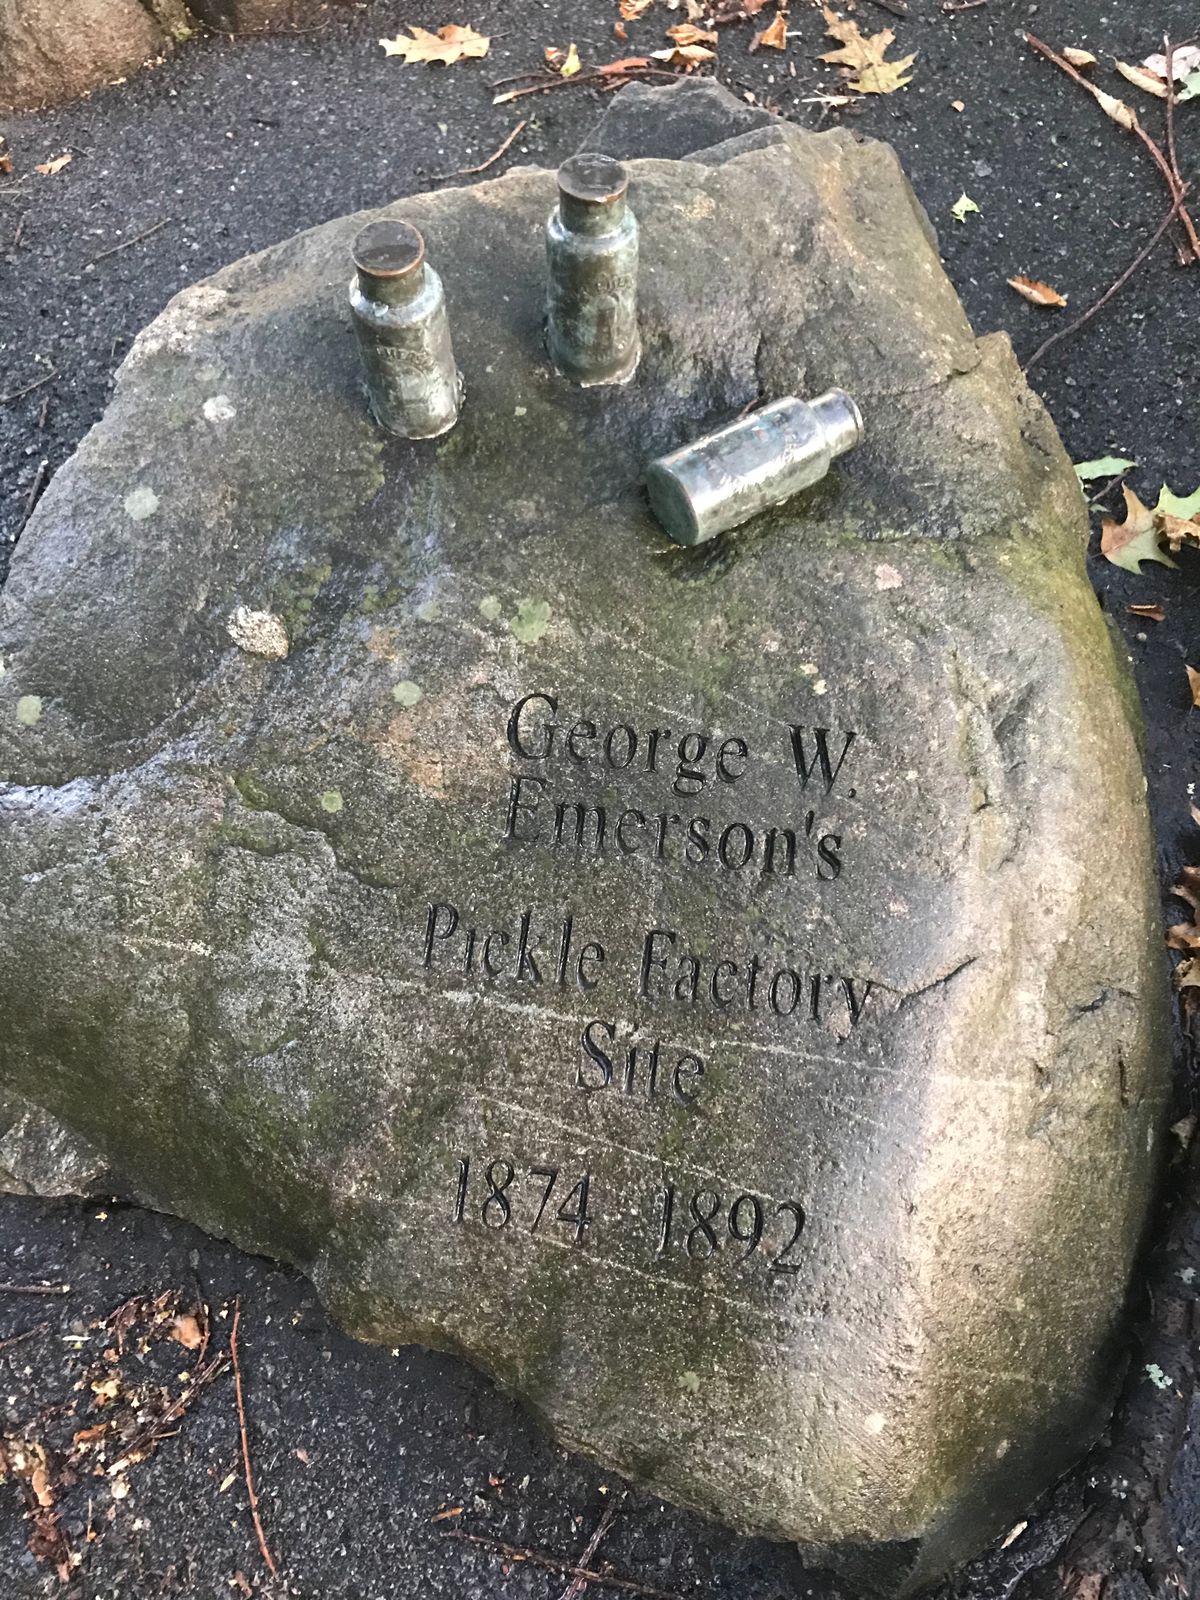 George W.
Emerson's
Pickle Factory
Site
1874 1892